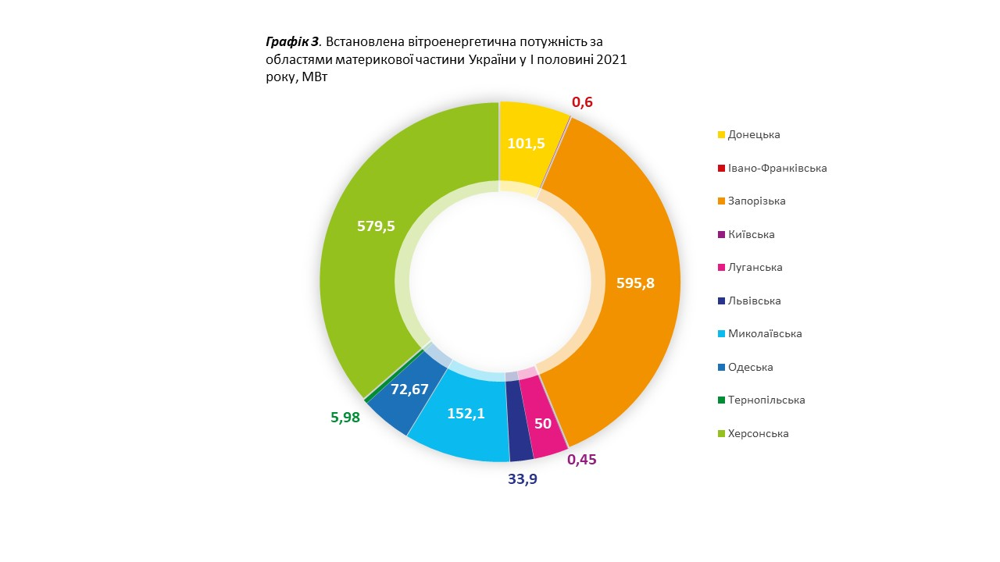 Графік 3. Встановлена вітроенергетична потужність за
областями материкової частини України у І половині 2021
року, МВт
0,6
101,5
579,5
595,8
72,67
152,1
50
5,98
0,45
33,9
Донецька
Івано-Франківська
Запорізька
Київська
Луганська
Львівська
Миколаївська
Одеська
Тернопільська
Херсонська